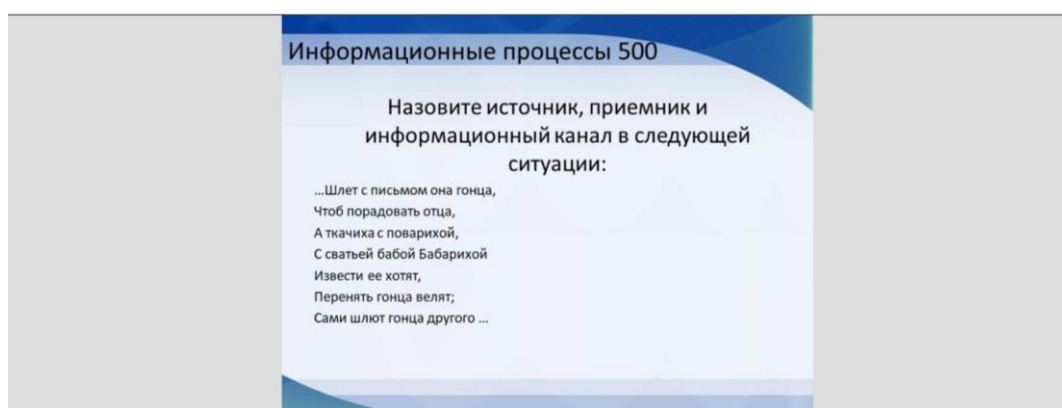 Информационные процессы 500
Назовите источник, приемник и
информационный канал в следующей
ситуации:
...Шлет с письмом она гонца,
Чтоб порадовать отца,
А ткачиха с поварихой,
С сватьей бабой Бабарихой
Извести ее хотят,
Перенять гонца велят;
Сами шлют гонца другого ...